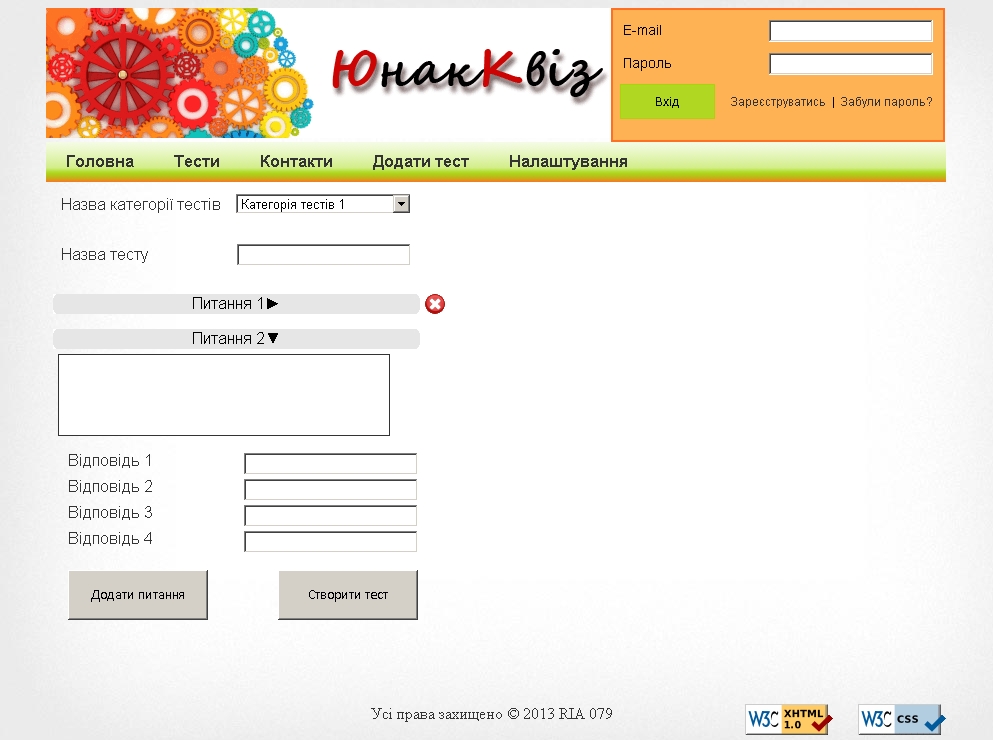 ЮнакКвіз
E-mail
Пароль
Вхід
Зареєструватись | Забули пароль?
Головна Тести Контакти Додати тест Налаштування
Назва категорії тестів Категорія тестів 1
Назва тесту
Питання 1►
Питання 2▼
Відповідь 1
Відповідь 2
Відповідь 3
Відповідь 4
Додати питання Створити тест
Усі права захищено © 2013 RIA 079
W3C XHTML 1.0
W3C css